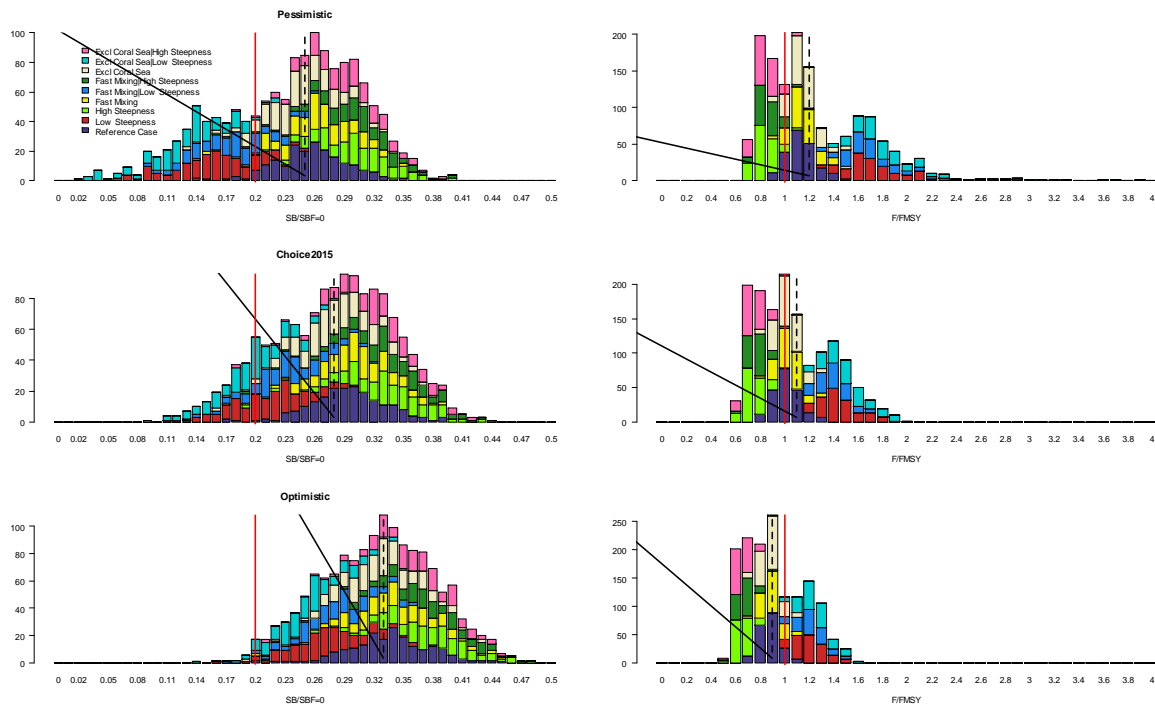 Pessimistic
100
80
60
40
20
0
Excl Coral Sea|High Steepness
Excl Coral Sea|Low Steepness
Excl Coral Sea
Fast Mixing|High Steepness
Fast Mixing|Low Steepness
Fast Mixing
High Steepness
Low Steepness
Reference Case
0 0.02 0.05 0.08 0.11 0.14 0.17 0.2 0.23 0.26 0.29 0.32 0.35 0.38 0.41 0.44 0.47 0.5
SB/SBF=0
200
150
100
50
0
0 0.2 0.4 0.6 0.8 1 1.2 1.4 1.6 1.8 2 2.2 2.4 2.6 2.8 3 3.2 3.4 3.6 3.8 4
F/FMSY
Choice2015
80
60
40
20
0
0 0.02 0.05 0.08 0.11 0.14 0.17 0.2 0.23 0.26 0.29 0.32 0.35 0.38 0.41 0.44 0.47 0.5
SB/SBF=0
200
150
100
50
0
0 0.2 0.4 0.6 0.8 1 1.2 1.4 1.6 1.8 2 2.2 2.4 2.6 2.8 3 3.2 3.4 3.6 3.8 4
F/FMSY
Optimistic
100
80
60
40
20
0
0 0.02 0.05 0.08 0.11 0.14 0.17 0.2 0.23 0.26 0.29 0.32 0.35 0.38 0.41 0.44 0.47 0.5
SB/SBF=0
250
200
150
100
50
0
0 0.2 0.4 0.6 0.8 1 1.2 1.4 1.6 1.8 2 2.2 2.4 2.6 2.8 3 3.2 3.4 3.6 3.8 4
F/FMSY